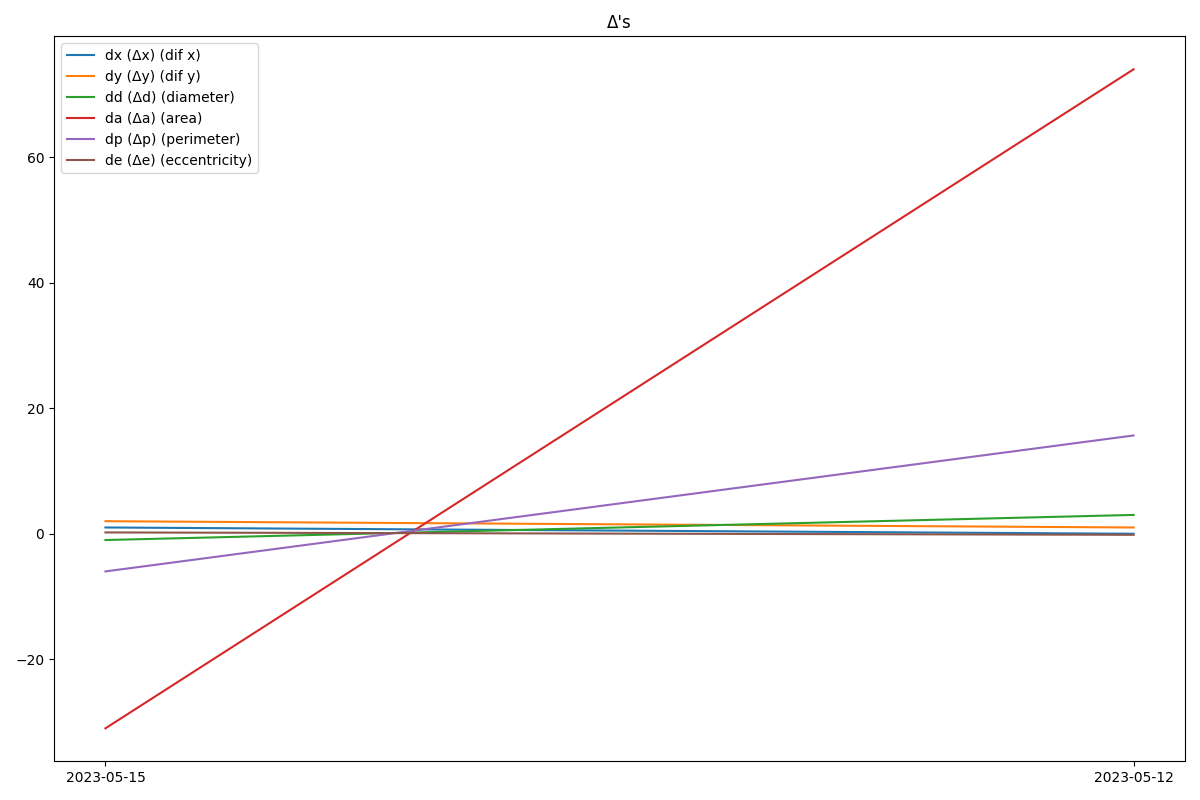 Δ's
dx (Δx) (dif x)
dy (Δy) (dif y)
dd (Δd) (diameter)
da (Δa) (area)
dp (Δp) (perimeter)
de (Δe) (eccentricity)
60
40
20
0
−20
2023-05-15
2023-05-12